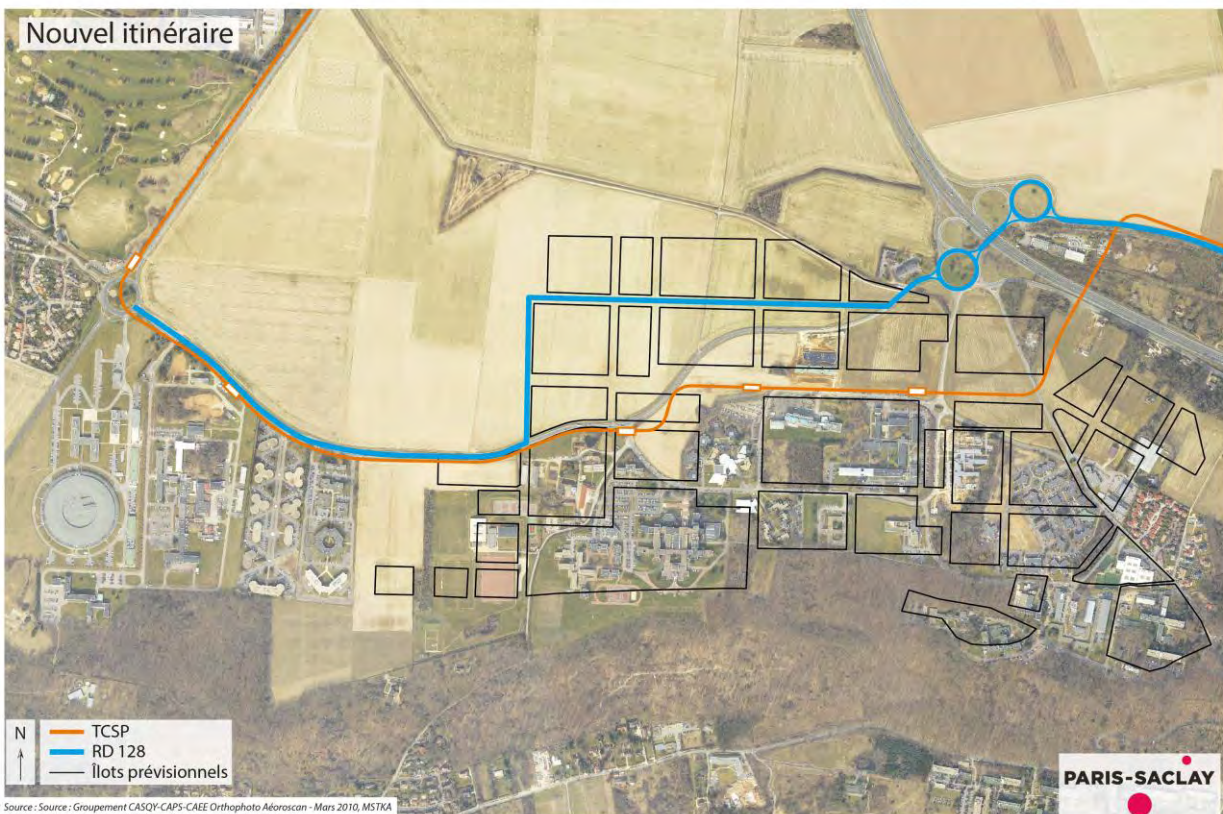 Nouvel itinéraire
N
TCSP
RD 128
Îlots prévisionnels
PARIS-SACLAY
Source : Source : Groupement CASQY-CAPS-CAEE Orthophoto Aéoroscan - Mars 2010, MSTKA